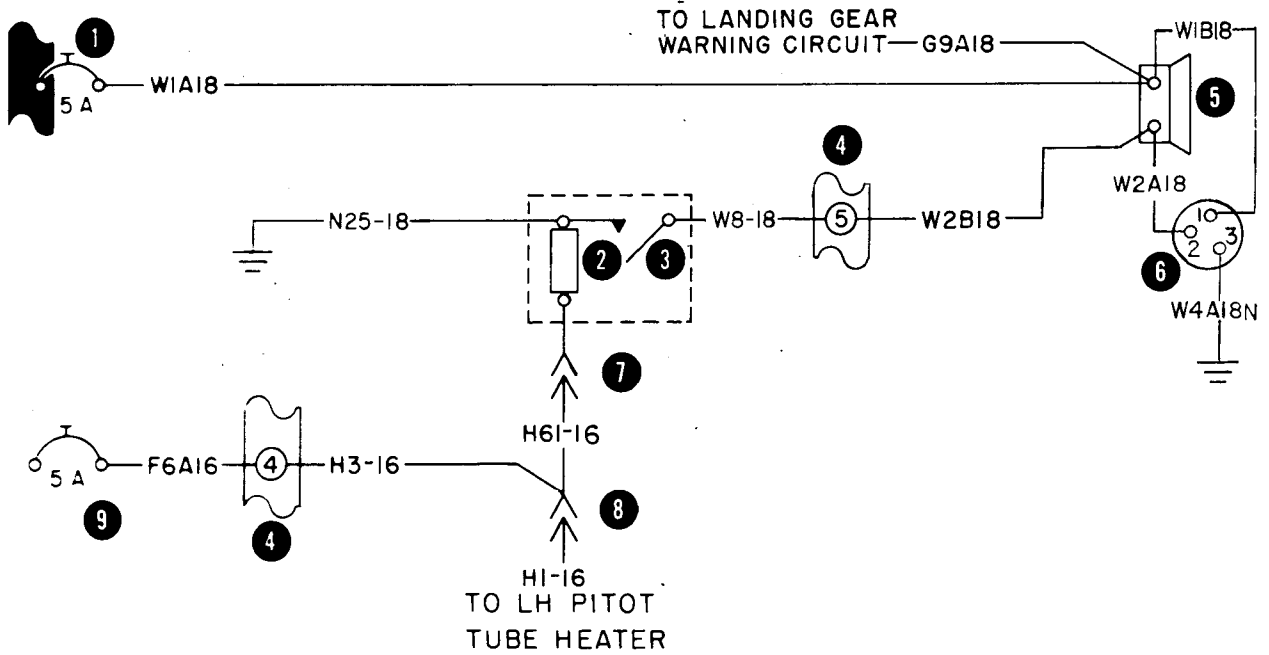 TO LANDING GEAR
WARNING CIRCUIT G9A18
W1B18
1
5 A
W1A18
5
4
W2A18
N25-18
2
3
W8-18
5
W2B18
1
2
3
6
W4A18N
7
H61-16
5 A
F6A16
4
H3-16
9
4
8
H1-16
TO LH PITOT
TUBE HEATER